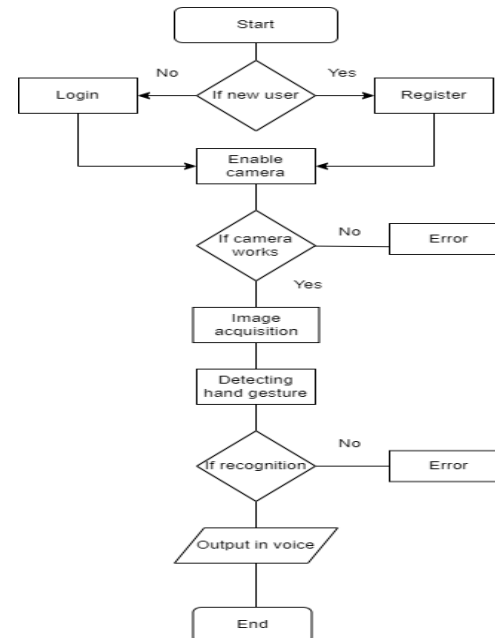 Start
No
Yes
Login
If new user
Register
Enable
camera
If camera
works
No
Error
Yes
Image
acquisition
Detecting
hand gesture
No
If recognition
Error
Output in voice
End